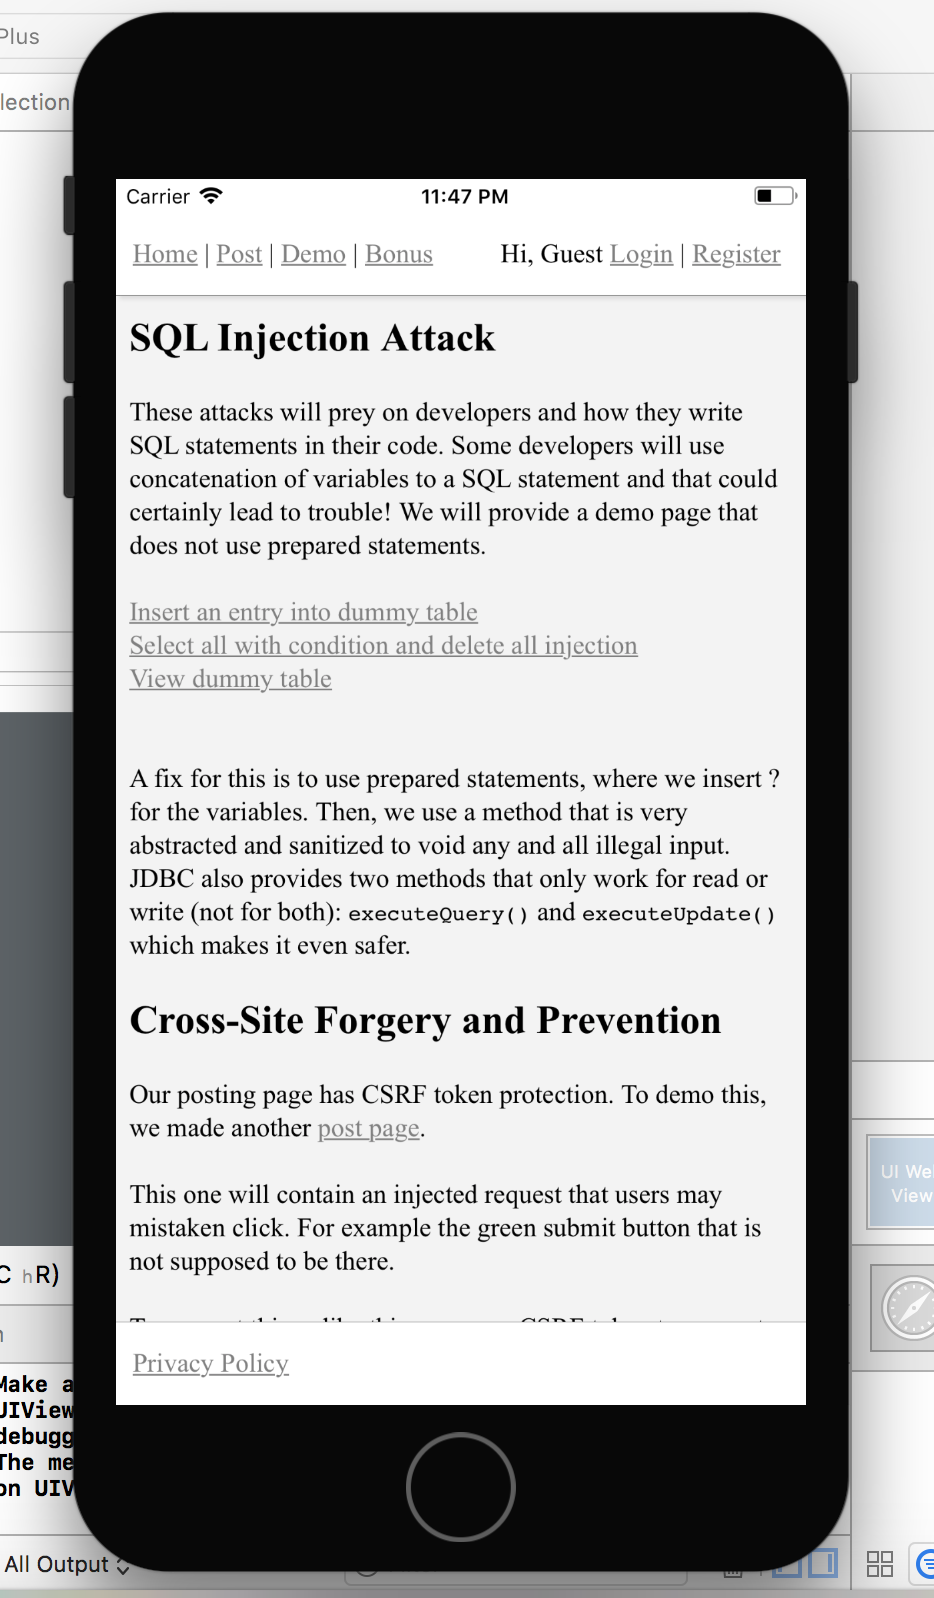 Plus
lection
Carrier 11:47 PM
Home | Post | Demo | Bonus Hi, Guest Login | Register
SQL Injection Attack
These attacks will prey on developers and how they write
SQL statements in their code. Some developers will use
concatenation of variables to a SQL statement and that could
certainly lead to trouble! We will provide a demo page that
does not use prepared statements.
Insert an entry into dummy table
Select all with condition and delete all injection
View dummy table
A fix for this is to use prepared statements, where we insert ?
for the variables. Then, we use a method that is very
abstracted and sanitized to void any and all illegal input.
JDBC also provides two methods that only work for read or
write (not for both): executeQuery() and executeUpdate()
which makes it even safer.
Cross-Site Forgery and Prevention
Our posting page has CSRF token protection. To demo this,
we made another post page.
This one will contain an injected request that users may
mistaken click. For example the green submit button that is
not supposed to be there.
Privacy Policy
UI We
View
C hR)
Make a
UIView
debugg
The me
on UIV
All Output